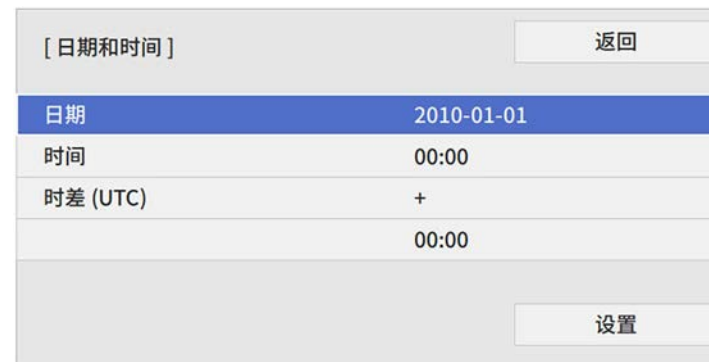 [ 日期和时间 ] 返回
日期 2010-01-01
时间 00:00
时差 (UTC) +
00:00
设置